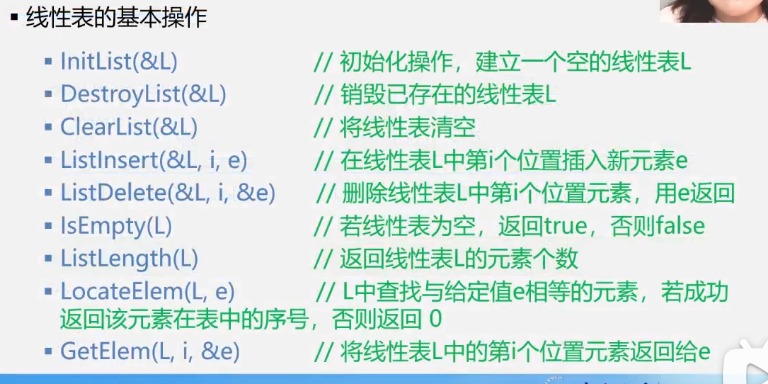 ▪ 线性表的基本操作
▪ InitList(&L) // 初始化操作，建立一个空的线性表L
▪ DestroyList(&L) // 销毁已存在的线性表L
▪ ClearList(&L) // 将线性表清空
▪ ListInsert(&L, i, e) // 在线性表L中第i个位置插入新元素e
▪ ListDelete(&L, i, &e) // 删除线性表L中第i个位置元素，用e返回
▪ IsEmpty(L) // 若线性表为空，返回true，否则false
▪ ListLength(L) // 返回线性表L的元素个数
▪ LocateElem(L, e) // L中查找与给定值e相等的元素，若成功
返回该元素在表中的序号，否则返回 0
▪ GetElem(L, i, &e) // 将线性表L中的第i个位置元素返回给e